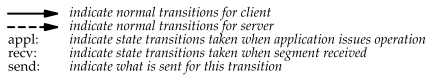 indicate normal transitions for client
indicate normal transitions for server
appl: indicate state transitions taken when application issues operation
recv: indicate state transitions taken when segment received
send: indicate what is sent for this transition